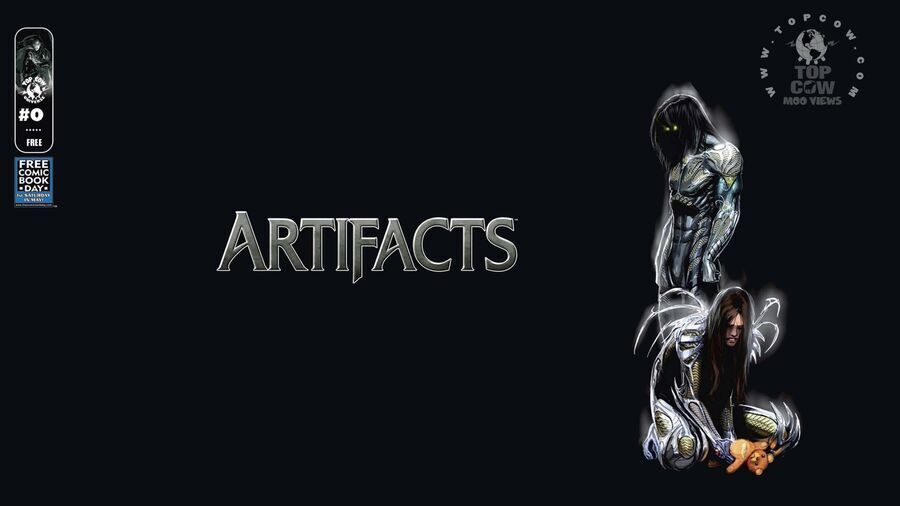 TOP COW
UNIVERSE
#0
FREE
FREE
COMIC
BOOK
DAY
1st SATURDAY
IN MAY!
ARTIFACTS
WWW.TOPCOW.COM
TOP
COW
MOO VIEWS